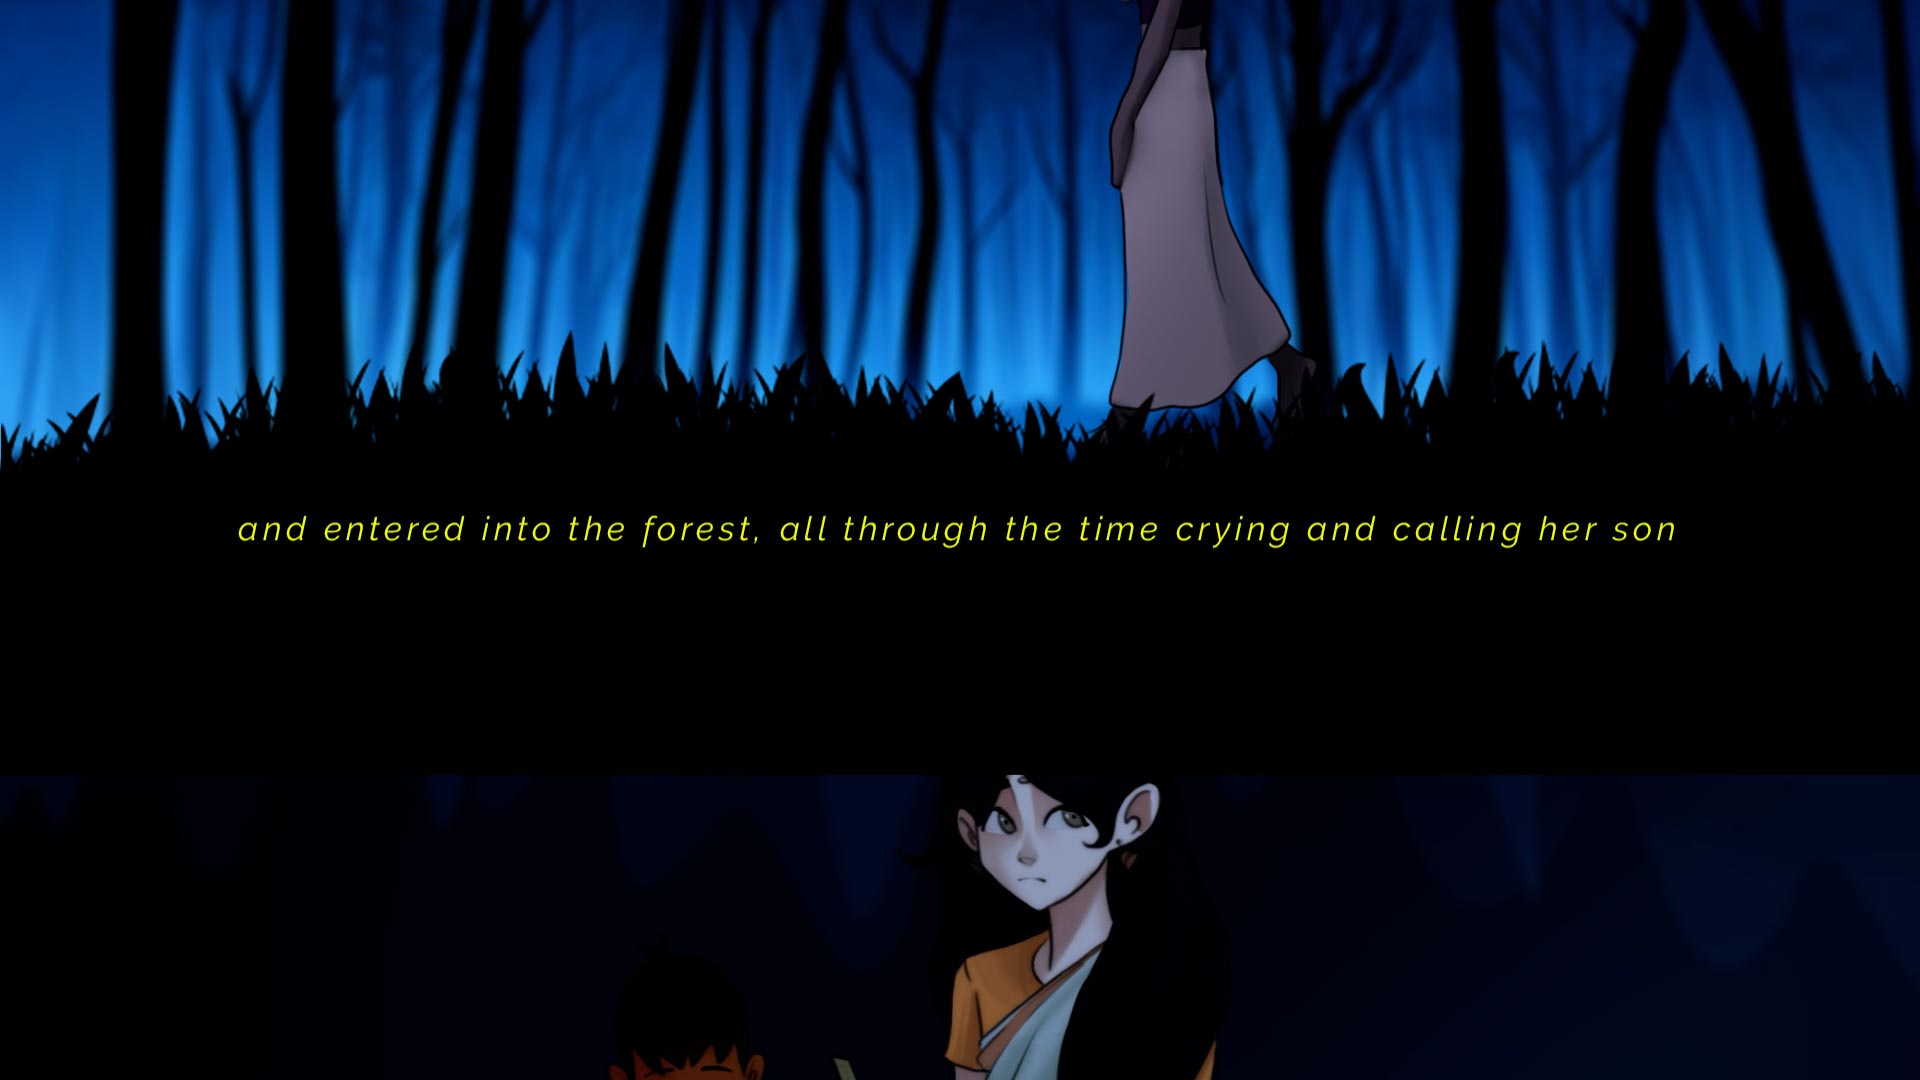 and entered into the forest, all through the time crying and calling her son